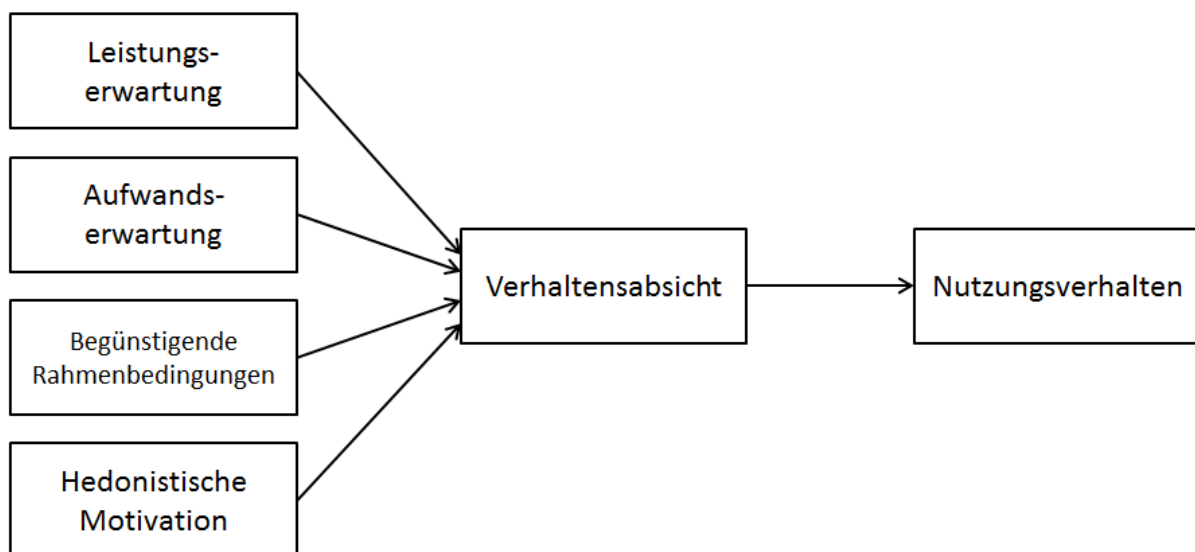 Leistungs-
erwartung
Aufwands-
erwartung
Begünstigende
Rahmenbedingungen
Hedonistische
Motivation
Verhaltensabsicht
Nutzungsverhalten